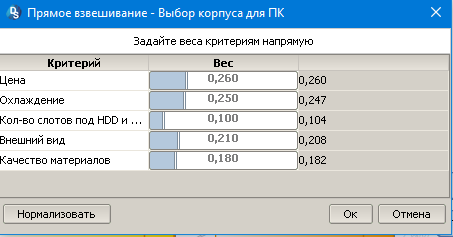 Прямое взвешивание - Выбор корпуса для ПК
Задайте веса критериям напрямую
Критерий Вес
Цена 0,260 0,260
Охлаждение 0,250 0,247
Кол-во слотов под HDD и ... 0,100 0,104
Внешний вид 0,210 0,208
Качество материалов 0,180 0,182
Нормализовать Ок Отмена